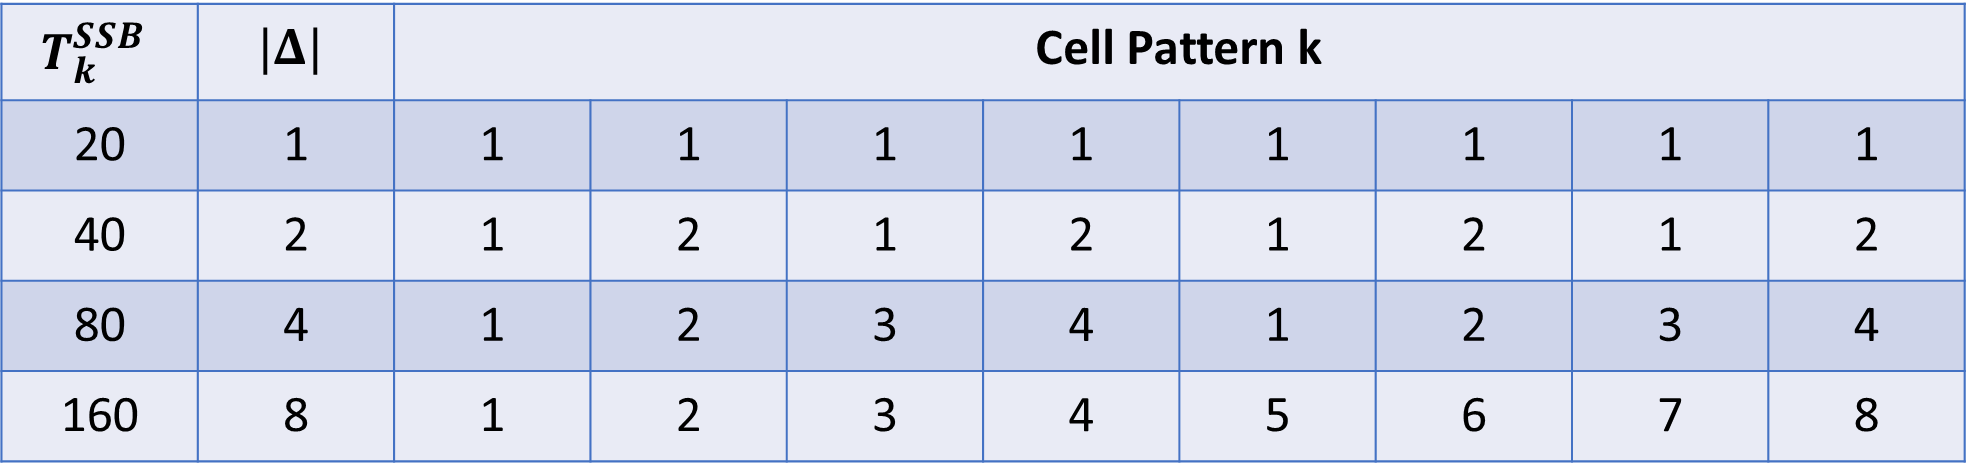 T_k^SSB |Δ| Cell Pattern k
20 1 1 1 1 1 1 1 1 1
40 2 1 2 1 2 1 2 1 2
80 4 1 2 3 4 1 2 3 4
160 8 1 2 3 4 5 6 7 8